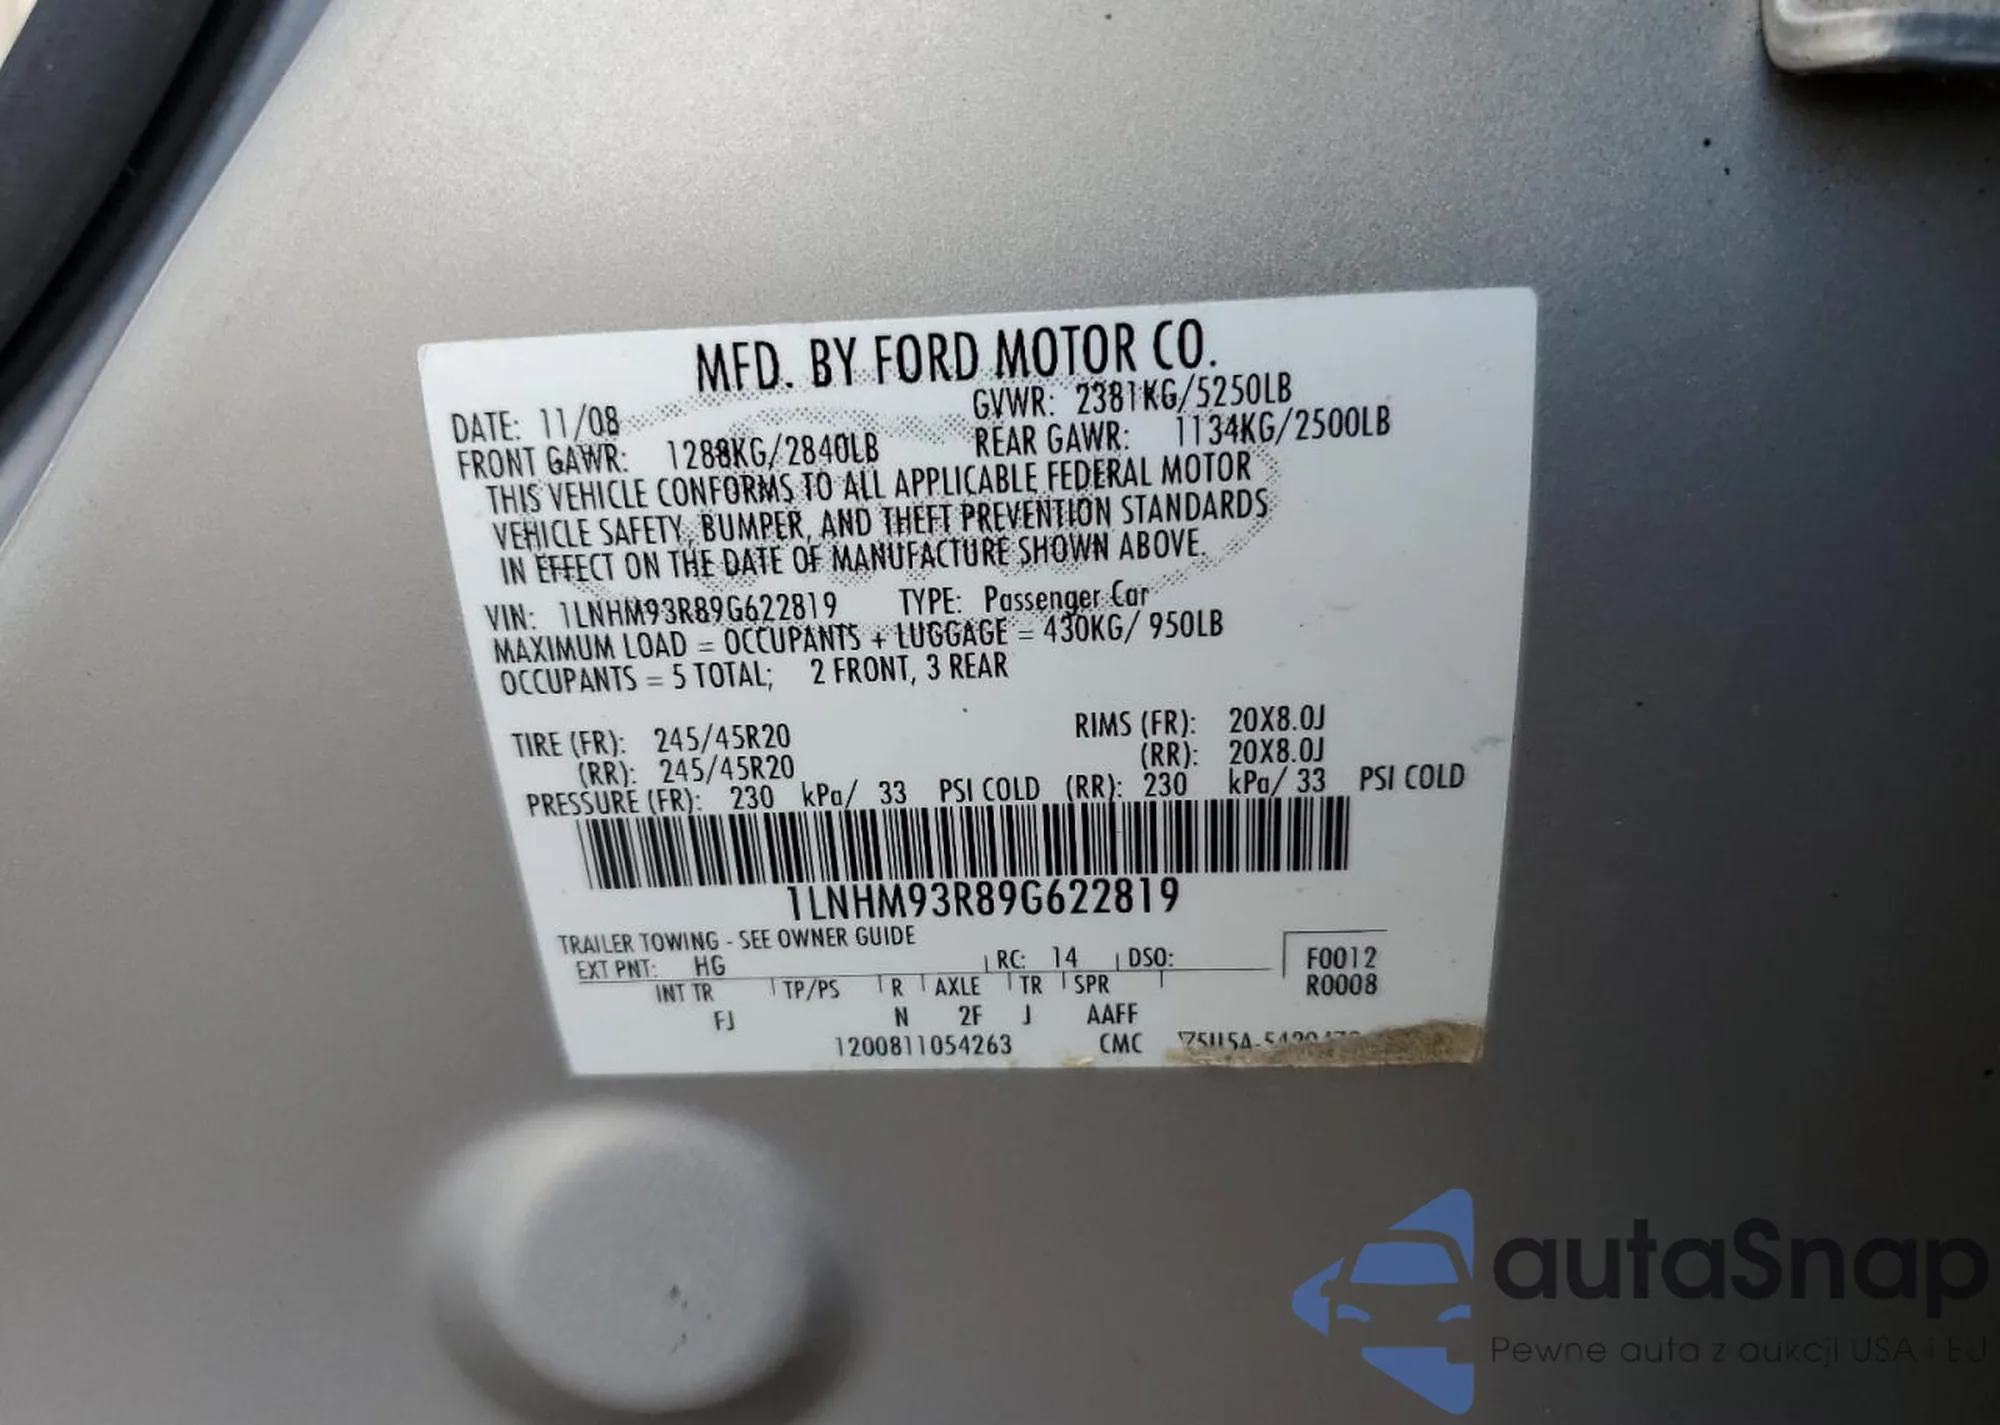 MFD. BY FORD MOTOR CO.
DATE: 11/08 GVWR: 2381KG/5250LB
FRONT GAWR: 1288KG/2840LB REAR GAWR: 1134KG/2500LB
THIS VEHICLE CONFORMS TO ALL APPLICABLE FEDERAL MOTOR
VEHICLE SAFETY, BUMPER, AND THEFT PREVENTION STANDARDS
IN EFFECT ON THE DATE OF MANUFACTURE SHOWN ABOVE.
VIN: 1LNHM93R89G622819 TYPE: Passenger Car
MAXIMUM LOAD = OCCUPANTS + LUGGAGE = 430KG/ 950LB
OCCUPANTS = 5 TOTAL; 2 FRONT, 3 REAR
TIRE (FR): 245/45R20 RIMS (FR): 20X8.0J
(RR): 245/45R20 (RR): 20X8.0J
PRESSURE (FR): 230 kPa/ 33 PSI COLD (RR): 230 kPa/ 33 PSI COLD
1LNHM93R89G622819
TRAILER TOWING - SEE OWNER GUIDE
EXT PNT: HG RC: 14 DSO: F0012
INT TR TP/PS R AXLE TR SPR R0008
FJ N 2F J AAFF
1200811054263 CMC
autaSnap
Pewne auta z aukcji USA i EU